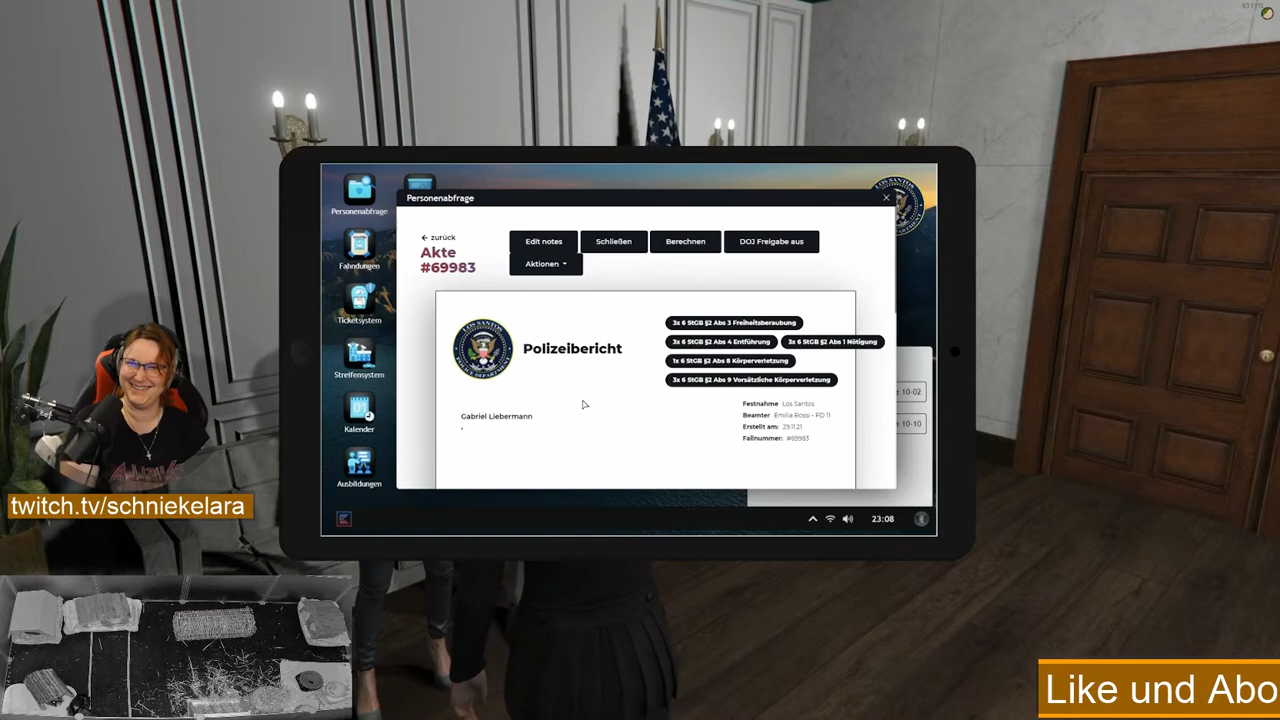 Personenabfrage
Personenabfrage
Fahndungen
Ticketsystem
Streifensystem
Kalender
Ausbildungen
zurück
Akte
#69983
Edit notes
Schließen
Berechnen
DOJ Freigabe aus
Aktionen
LOS SANTOS
Polizeibericht
3x 6 StGB §2 Abs 3 Freiheitsberaubung
3x 6 StGB §2 Abs 4 Entführung
3x 6 StGB §2 Abs 1 Nötigung
1x 6 StGB §2 Abs 8 Körperverletzung
3x 6 StGB §2 Abs 9 Vorsätzliche Körperverletzung
Gabriel Liebermann
Festnahme Los Santos
Beamter Emilia Rossi - PD 11
Erstellt am: 29.11.21
Fallnummer: #69983
10-02
10-10
23:08
twitch.tv/schniekelara
Like und Abo